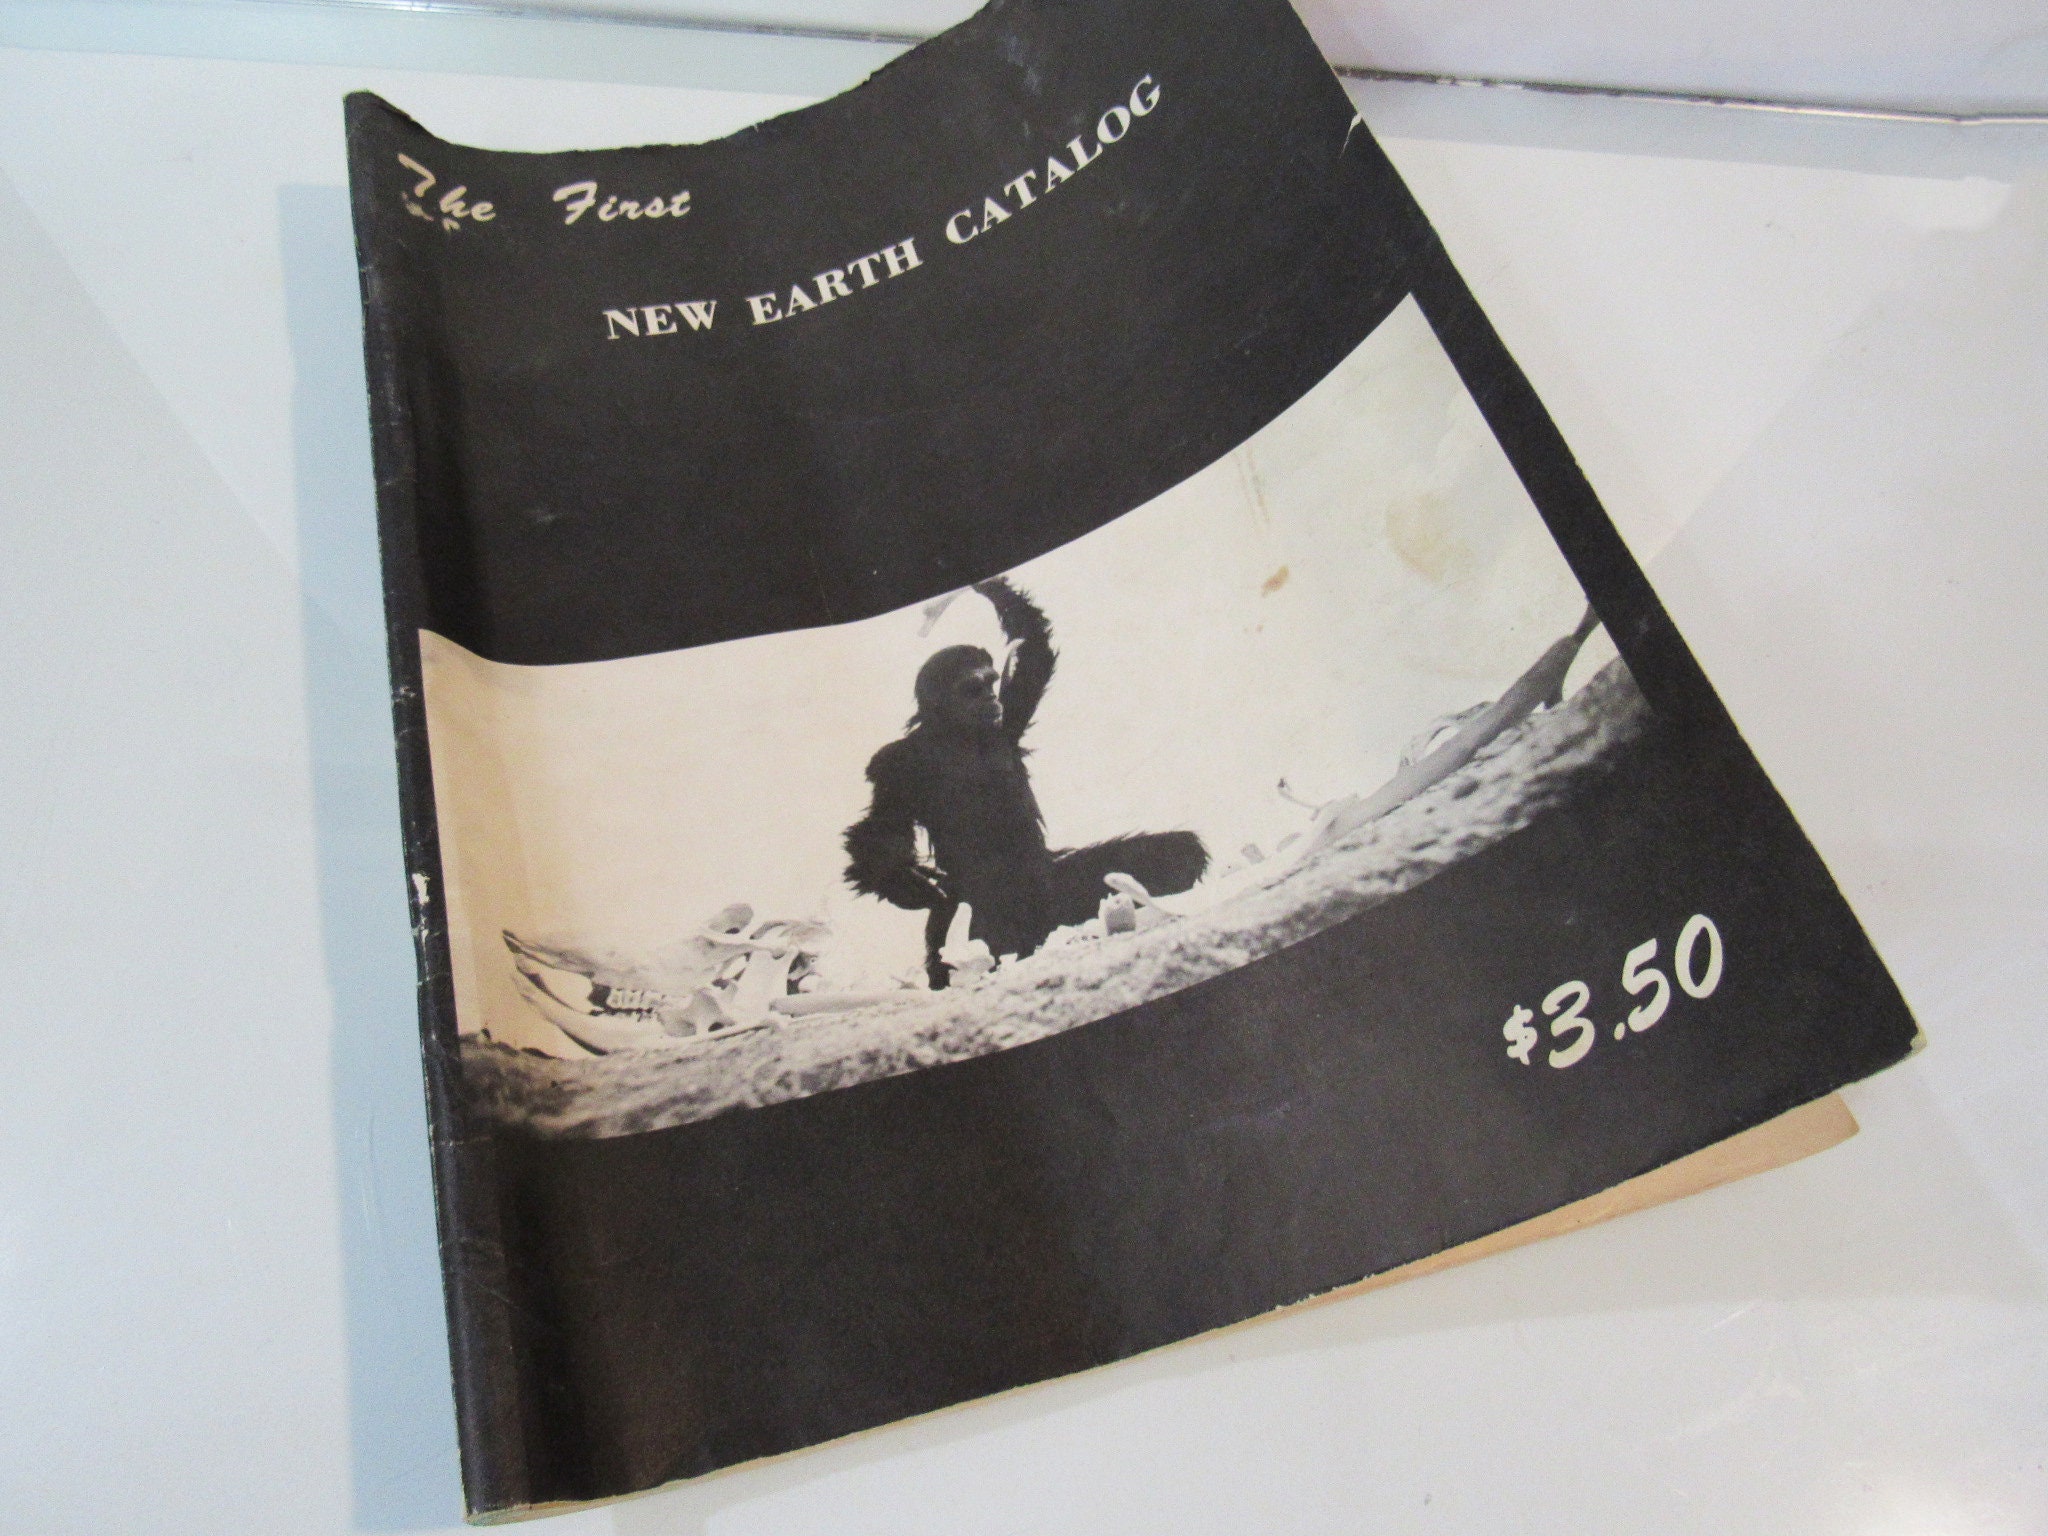 The First
NEW EARTH CATALOG
$3.50